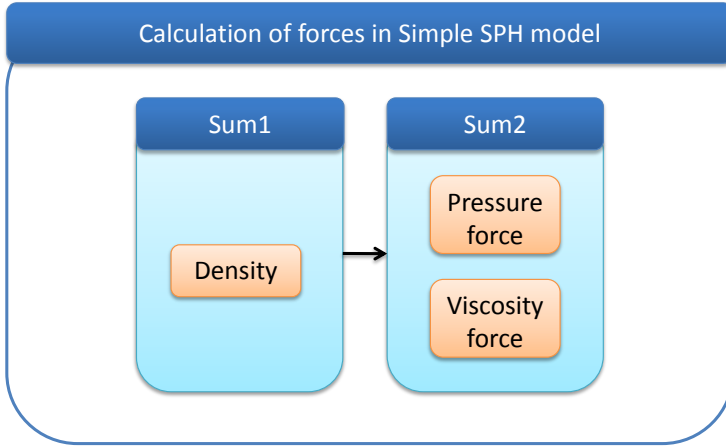 Calculation of forces in Simple SPH model
Sum1
Sum2
Density
Pressure
force
Viscosity
force